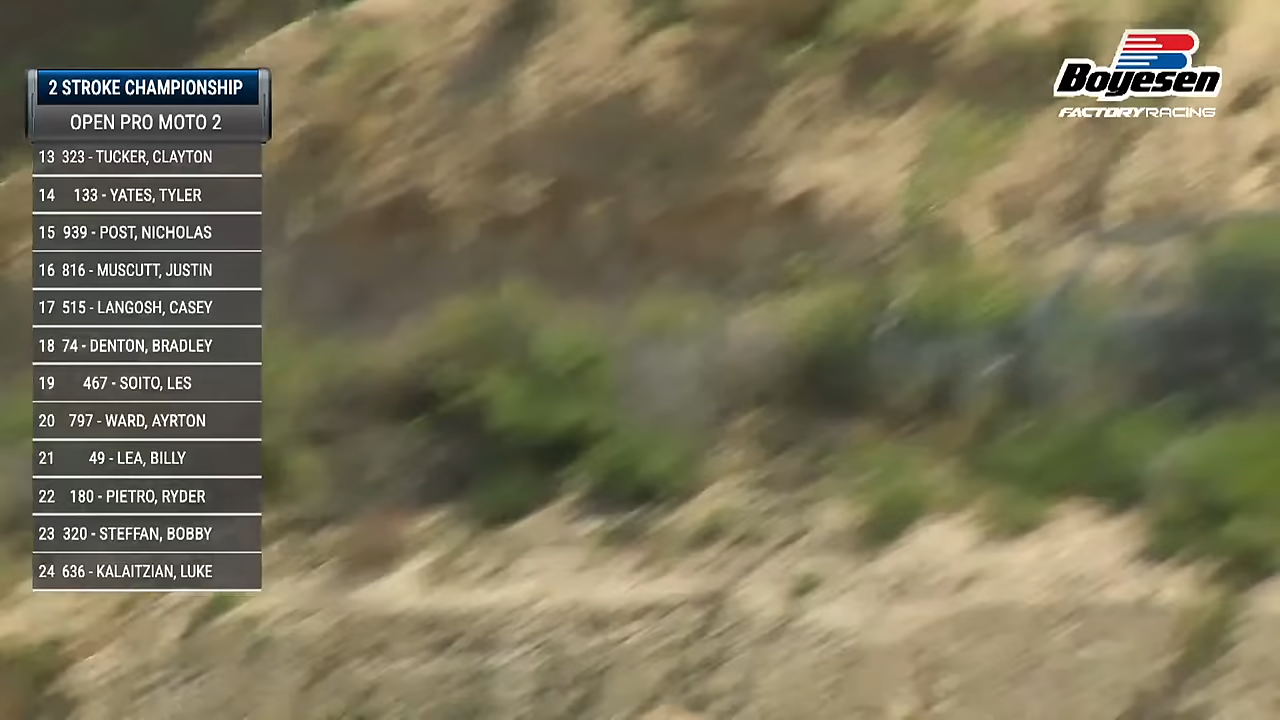 2 STROKE CHAMPIONSHIP
OPEN PRO MOTO 2
13 323 - TUCKER, CLAYTON
14 133 - YATES, TYLER
15 939 - POST, NICHOLAS
16 816 - MUSCUTT, JUSTIN
17 515 - LANGOSH, CASEY
18 74 - DENTON, BRADLEY
19 467 - SOITO, LES
20 797 - WARD, AYRTON
21 49 - LEA, BILLY
22 180 - PIETRO, RYDER
23 320 - STEFFAN, BOBBY
24 636 - KALAITZIAN, LUKE
Boyesen
FACTORY RACING